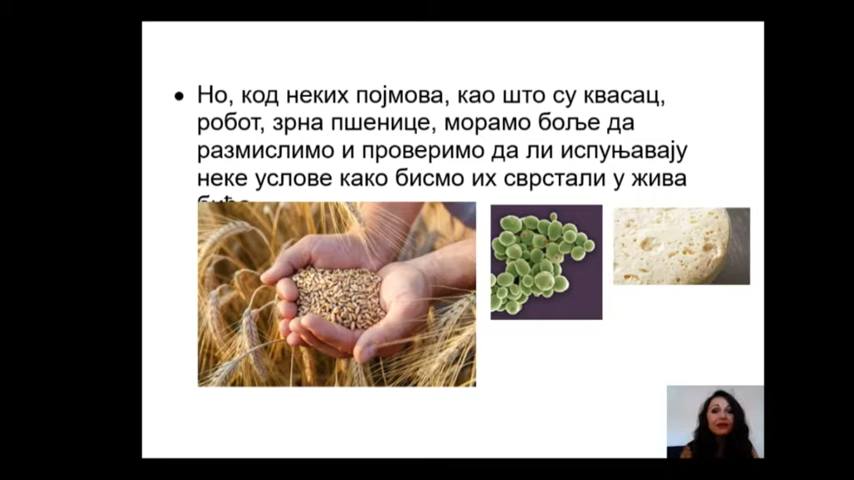 Но, код неких појмова, као што су квасац,
робот, зрна пшенице, морамо боље да
размислимо и проверимо да ли испуњавају
неке услове како бисмо их сврстали у жива